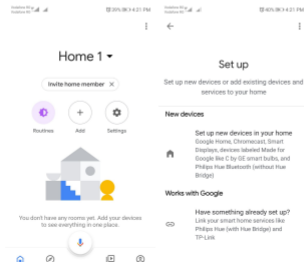 Home 1
Invite home member
Routines
Add
Settings
You don't have any rooms yet. Add your devices
to see everything in one place.
Set up
Set up new devices or add existing devices and
services to your home
New devices
Set up new devices in your home
Google Home, Chromecast, Smart
Displays, devices labeled Made for
Google like C by GE smart bulbs, and
Philips Hue Bluetooth (without Hue
Bridge)
Works with Google
Have something already set up?
Link your smart home services like
Philips Hue (with Hue Bridge) and
TP-Link